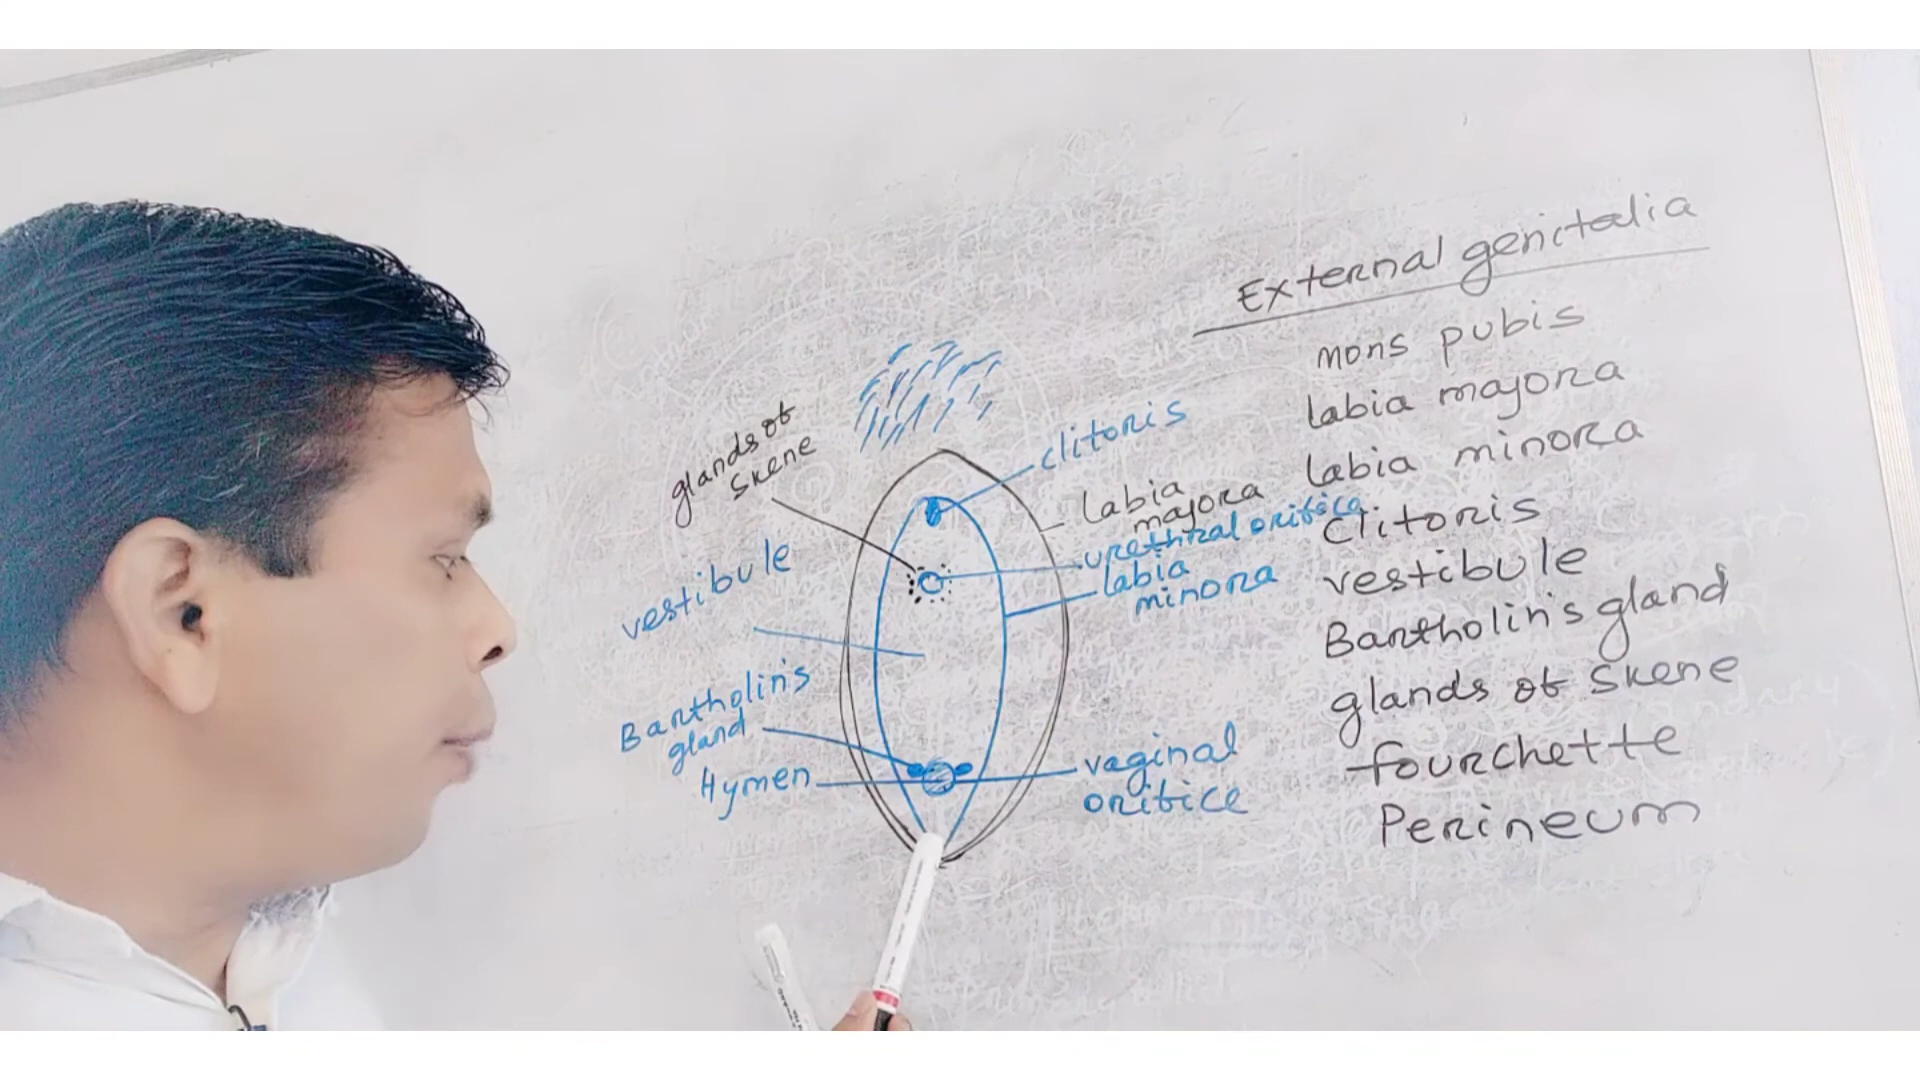 External genitalia
mons pubis
labia majora
labia minora
clitoris
vestibule
Bartholin's gland
glands of Skene
fourchette
Perineum
glands of
skene
vestibule
Bartholin's
gland
Hymen
clitoris
labia
majora
urethral orifice
labia
minora
vaginal
orifice